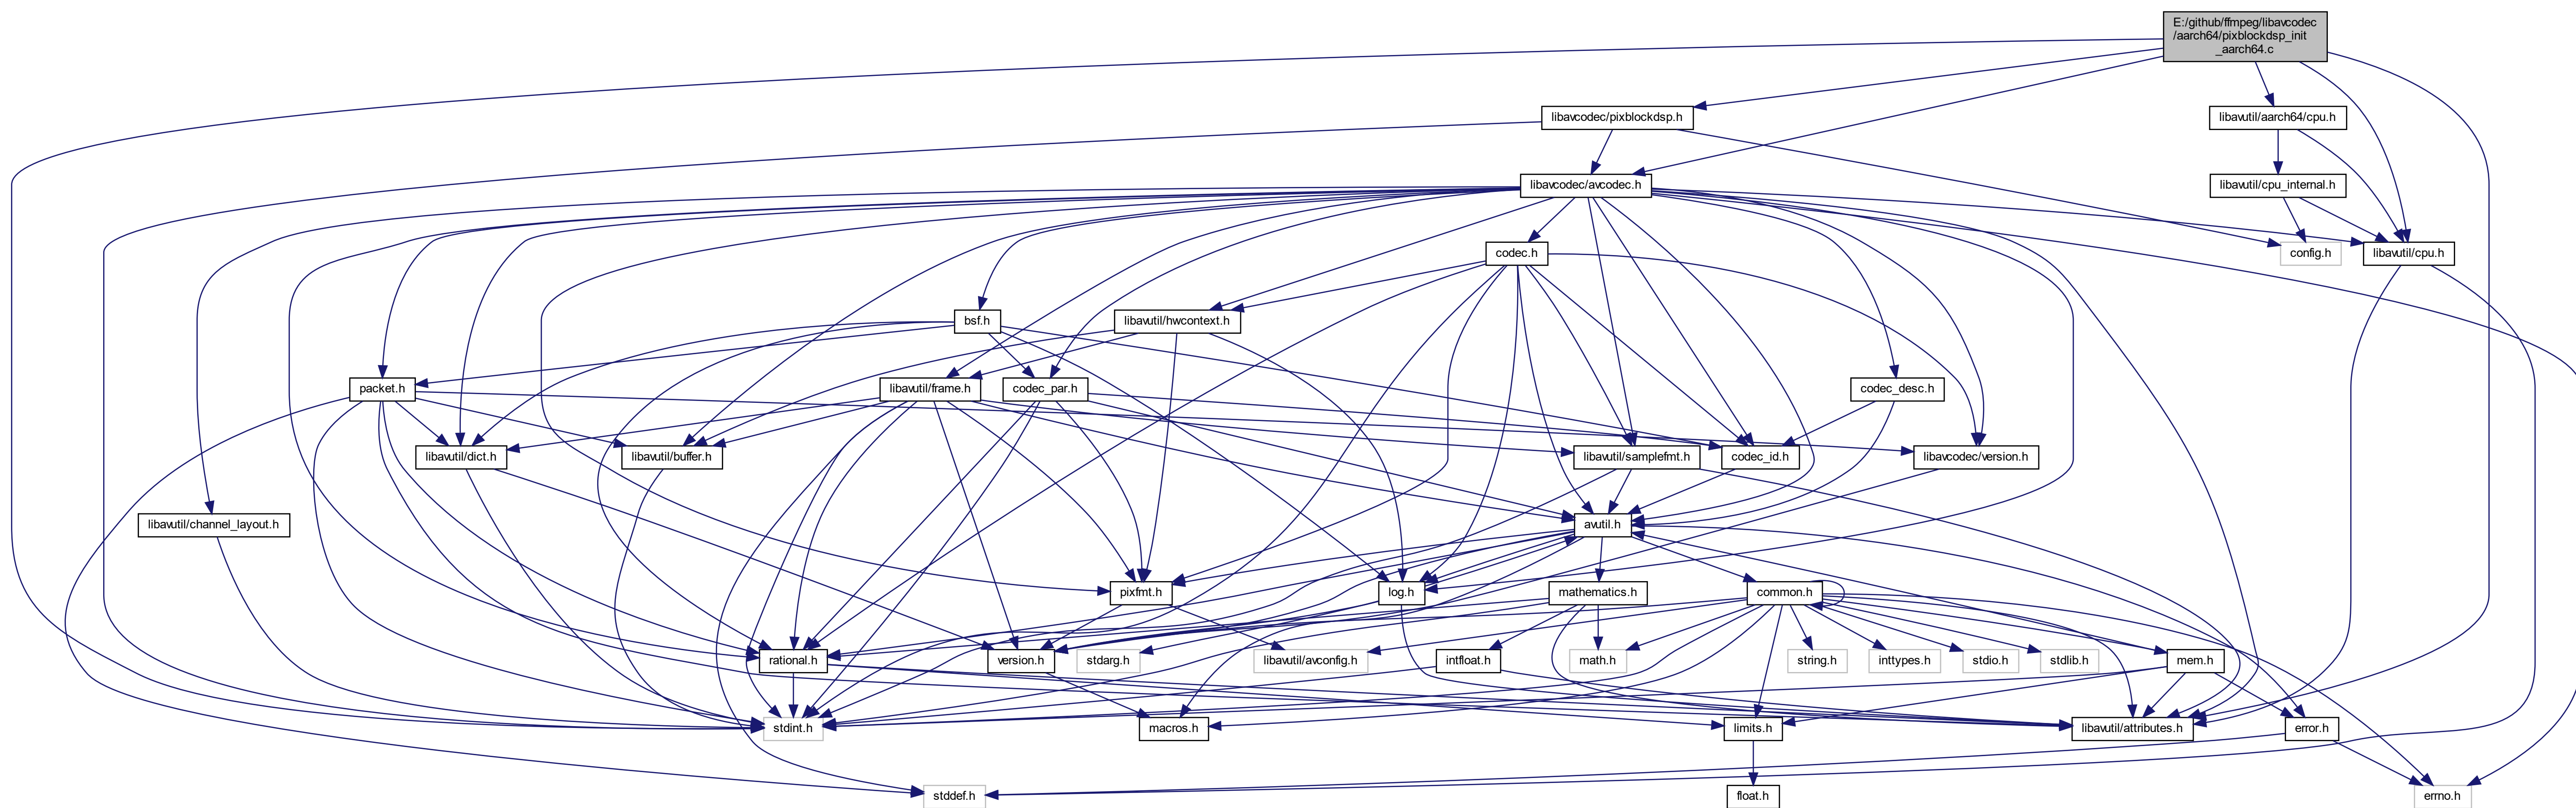 E:/github/ffmpeg/libavcodec
/aarch64/pixblockdsp_init
_aarch64.c
libavcodec/pixblockdsp.h
libavutil/aarch64/cpu.h
libavcodec/avcodec.h
libavutil/cpu_internal.h
codec.h
config.h
libavutil/cpu.h
bsf.h
libavutil/hwcontext.h
packet.h
libavutil/frame.h
codec_par.h
codec_desc.h
libavutil/dict.h
libavutil/buffer.h
libavutil/samplefmt.h
codec_id.h
libavcodec/version.h
libavutil/channel_layout.h
avutil.h
pixfmt.h
log.h
mathematics.h
common.h
rational.h
version.h
stdarg.h
libavutil/avconfig.h
intfloat.h
math.h
string.h
inttypes.h
stdio.h
stdlib.h
mem.h
stdint.h
macros.h
limits.h
libavutil/attributes.h
error.h
stddef.h
float.h
errno.h